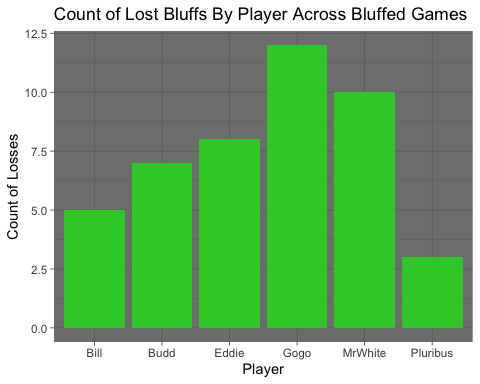 Count of Lost Bluffs By Player Across Bluffed Games
Count of Losses
12.5
10.0
7.5
5.0
2.5
0.0
Bill Budd Eddie Gogo MrWhite Pluribus
Player